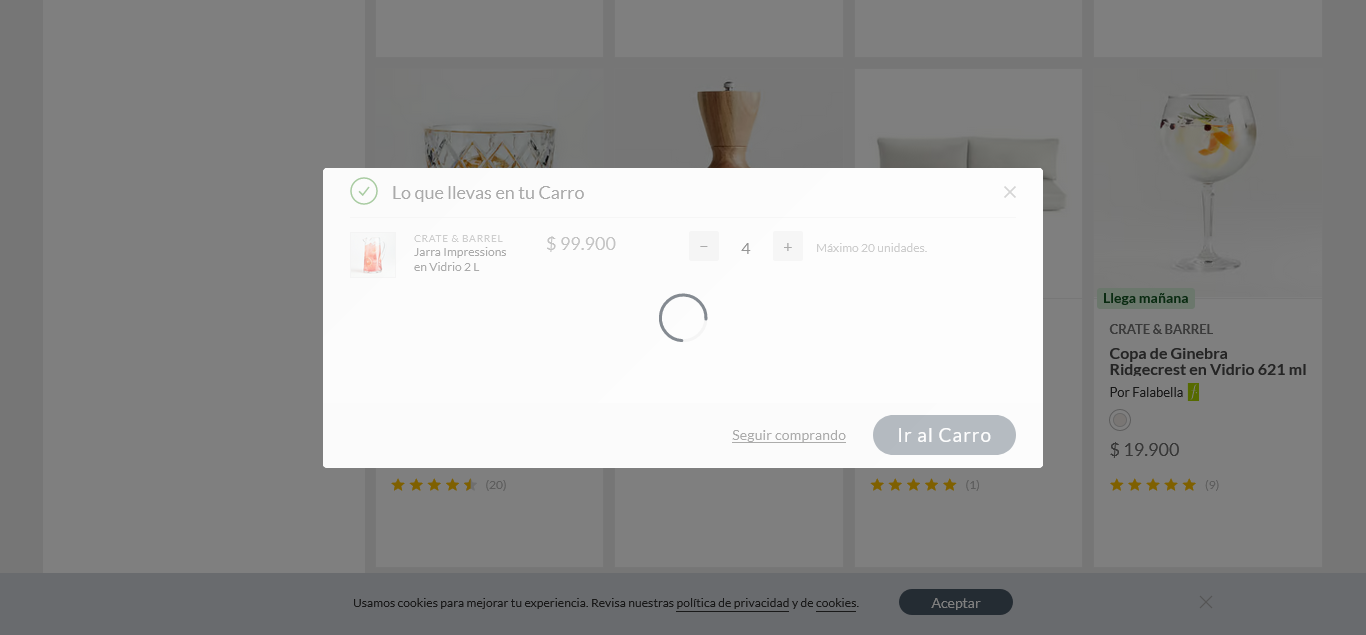 Lo que llevas en tu Carro
CRATE & BARREL
Jarra Impressions
en Vidrio 2 L
$ 99.900
−
4
+
Máximo 20 unidades.
Seguir comprando
Ir al Carro
Llega mañana
CRATE & BARREL
Copa de Ginebra
Ridgecrest en Vidrio 621 ml
Por Falabella
$ 19.900
(20)
(1)
(9)
Usamos cookies para mejorar tu experiencia. Revisa nuestras política de privacidad y de cookies.
Aceptar